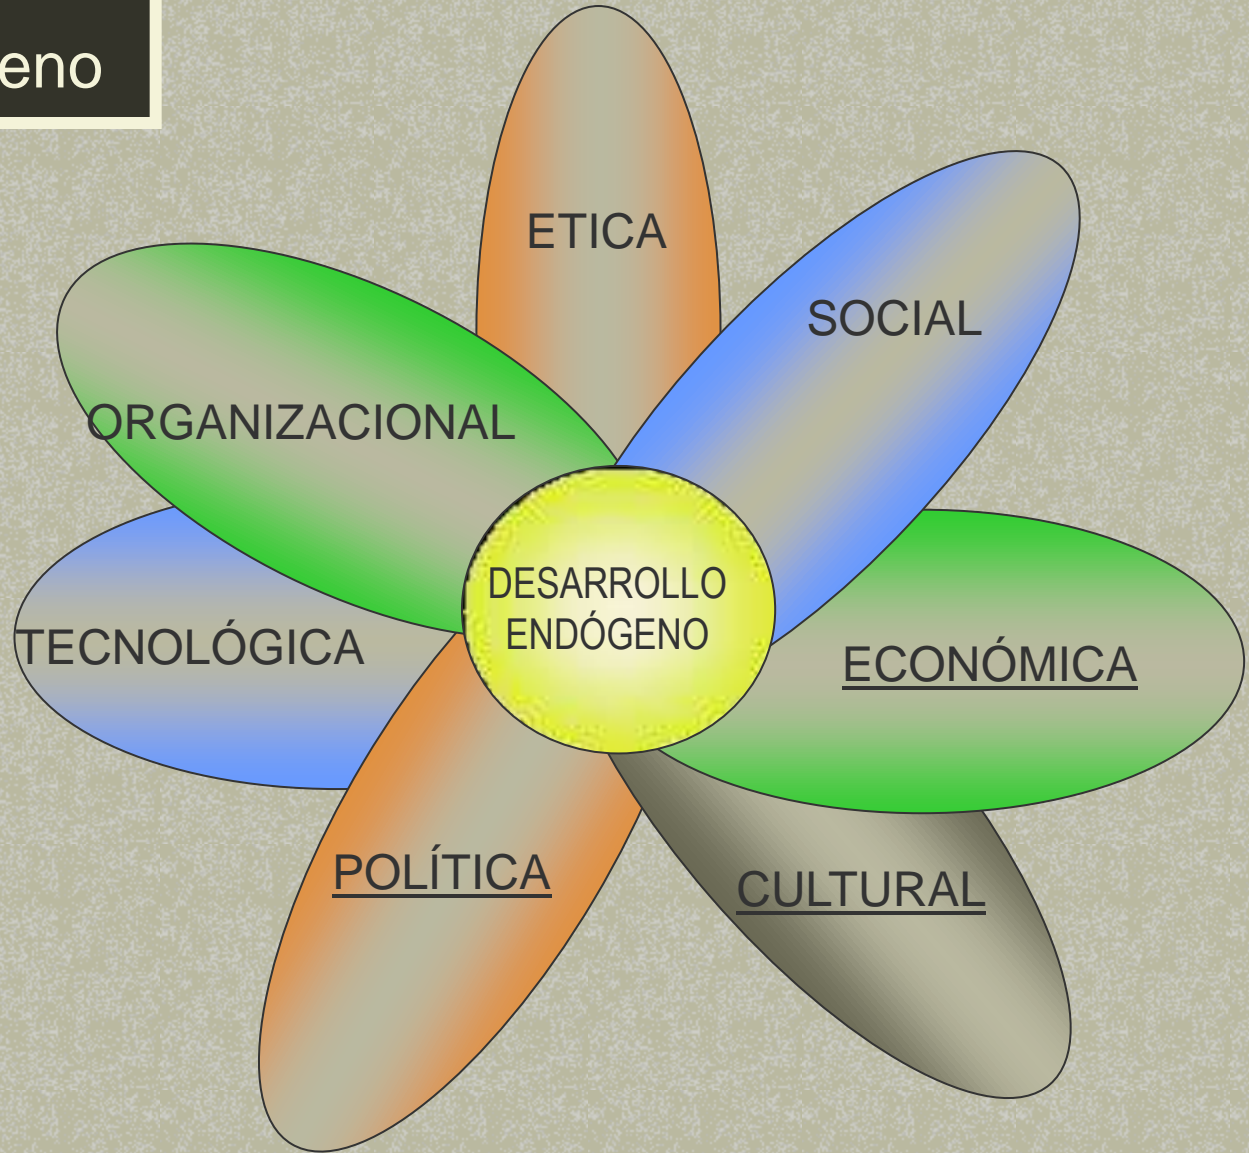 eno
ETICA
SOCIAL
ORGANIZACIONAL
DESARROLLO
ENDÓGENO
TECNOLÓGICA
ECONÓMICA
POLÍTICA
CULTURAL